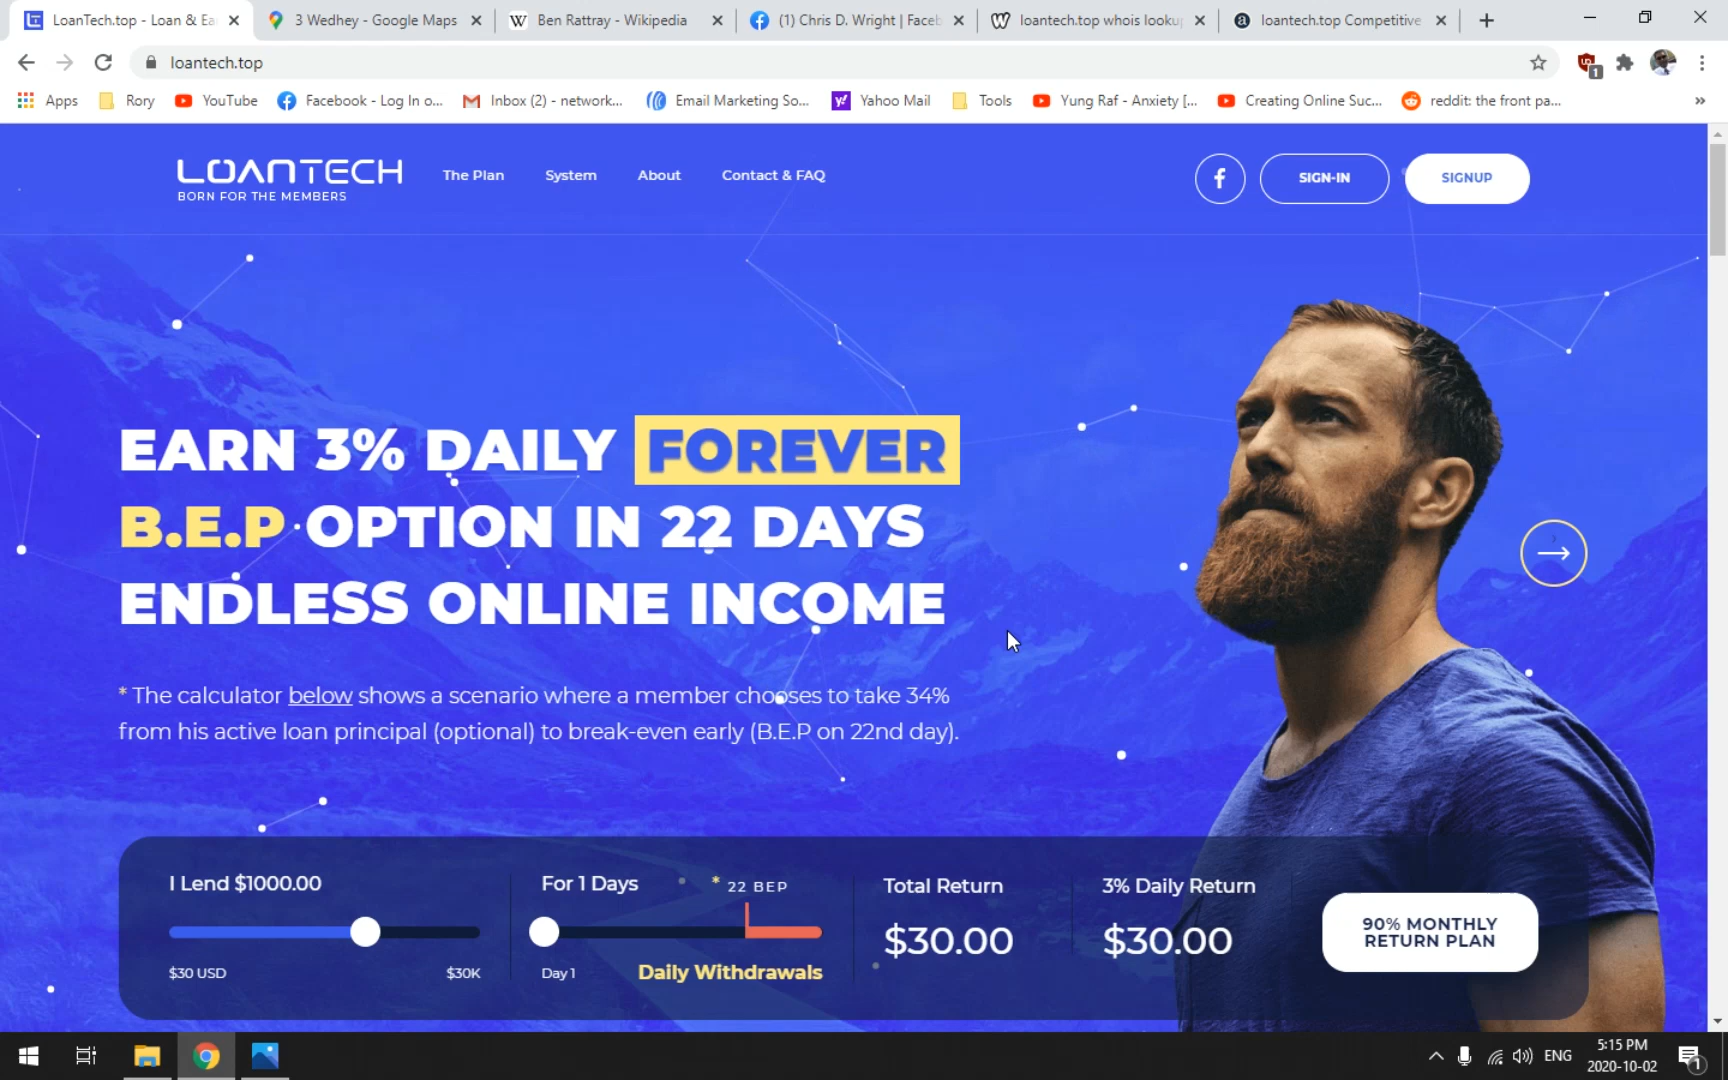 LoanTech.top - Loan & Ea
3 Wedhey - Google Maps
Ben Rattray - Wikipedia
(1) Chris D. Wright | Faceb
loantech.top whois looku
loantech.top Competitive
loantech.top
1
Apps
Rory
YouTube
Facebook - Log In o...
Inbox (2) - network...
Email Marketing So...
Yahoo Mail
Tools
Yung Raf - Anxiety [...
Creating Online Suc...
reddit: the front pa...
LOANTECH
BORN FOR THE MEMBERS
The Plan
System
About
Contact & FAQ
SIGN-IN
SIGNUP
EARN 3% DAILY FOREVER
B.E.P OPTION IN 22 DAYS
ENDLESS ONLINE INCOME
* The calculator below shows a scenario where a member chooses to take 34%
from his active loan principal (optional) to break-even early (B.E.P on 22nd day).
I Lend $1000.00
$30 USD
$30K
For 1 Days
* 22 BEP
Day 1
Daily Withdrawals
Total Return
$30.00
3% Daily Return
$30.00
90% MONTHLY
RETURN PLAN
ENG
5:15 PM
2020-10-02
1